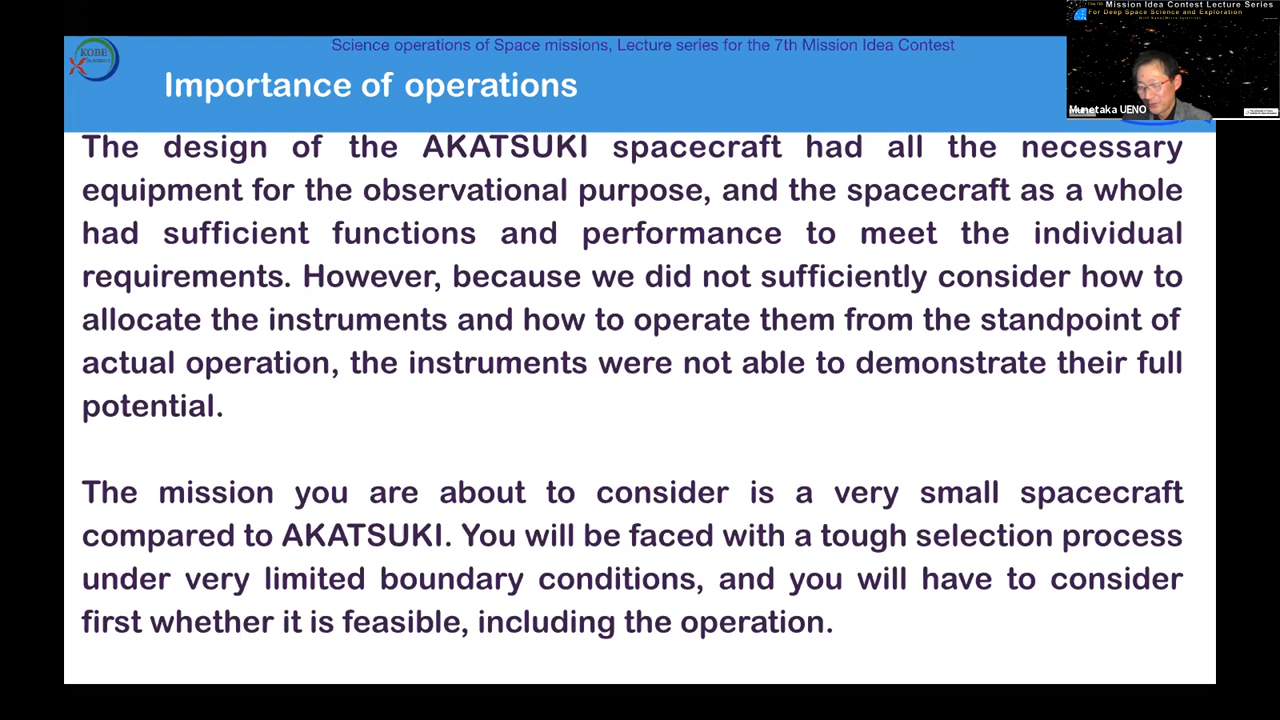 Science operations of Space missions, Lecture series for the 7th Mission Idea Contest
Mission Idea Contest Lecture Series
For Deep Space Science and Exploration
KOBE
Importance of operations
Munetaka UENO
The design of the AKATSUKI spacecraft had all the necessary
equipment for the observational purpose, and the spacecraft as a whole
had sufficient functions and performance to meet the individual
requirements. However, because we did not sufficiently consider how to
allocate the instruments and how to operate them from the standpoint of
actual operation, the instruments were not able to demonstrate their full
potential.
The mission you are about to consider is a very small spacecraft
compared to AKATSUKI. You will be faced with a tough selection process
under very limited boundary conditions, and you will have to consider
first whether it is feasible, including the operation.